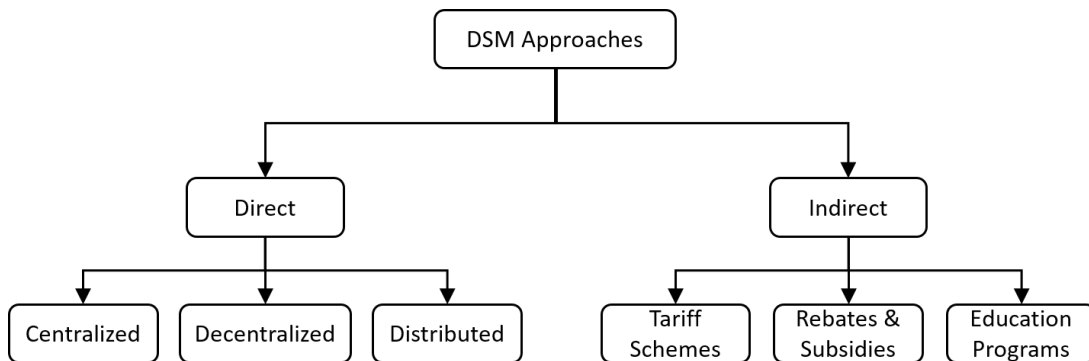 DSM Approaches
Direct
Indirect
Centralized
Decentralized
Distributed
Tariff
Schemes
Rebates &
Subsidies
Education
Programs